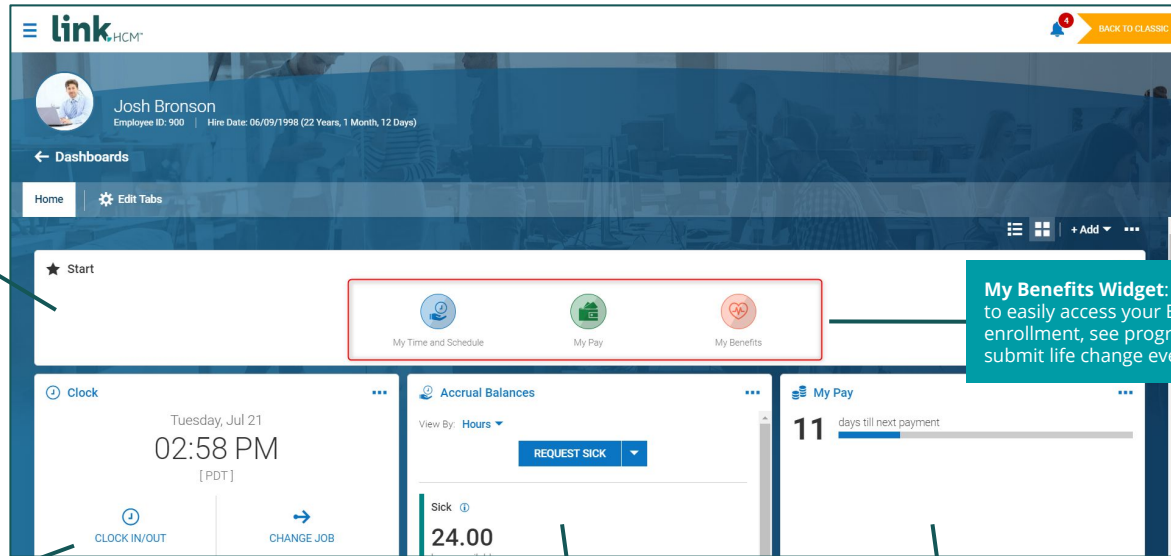 link HCM
4
BACK TO CLASSIC
Josh Bronson
Employee ID: 900 | Hire Date: 06/09/1998 (22 Years, 1 Month, 12 Days)
← Dashboards
Home
Edit Tabs
+ Add
Start
My Time and Schedule
My Pay
My Benefits
My Benefits Widget:
to easily access your
enrollment, see
submit life change
Clock
Tuesday, Jul 21
02:58 PM
[ PDT ]
CLOCK IN/OUT
CHANGE JOB
Accrual Balances
View By: Hours
REQUEST SICK
Sick
24.00
My Pay
11 days till next payment